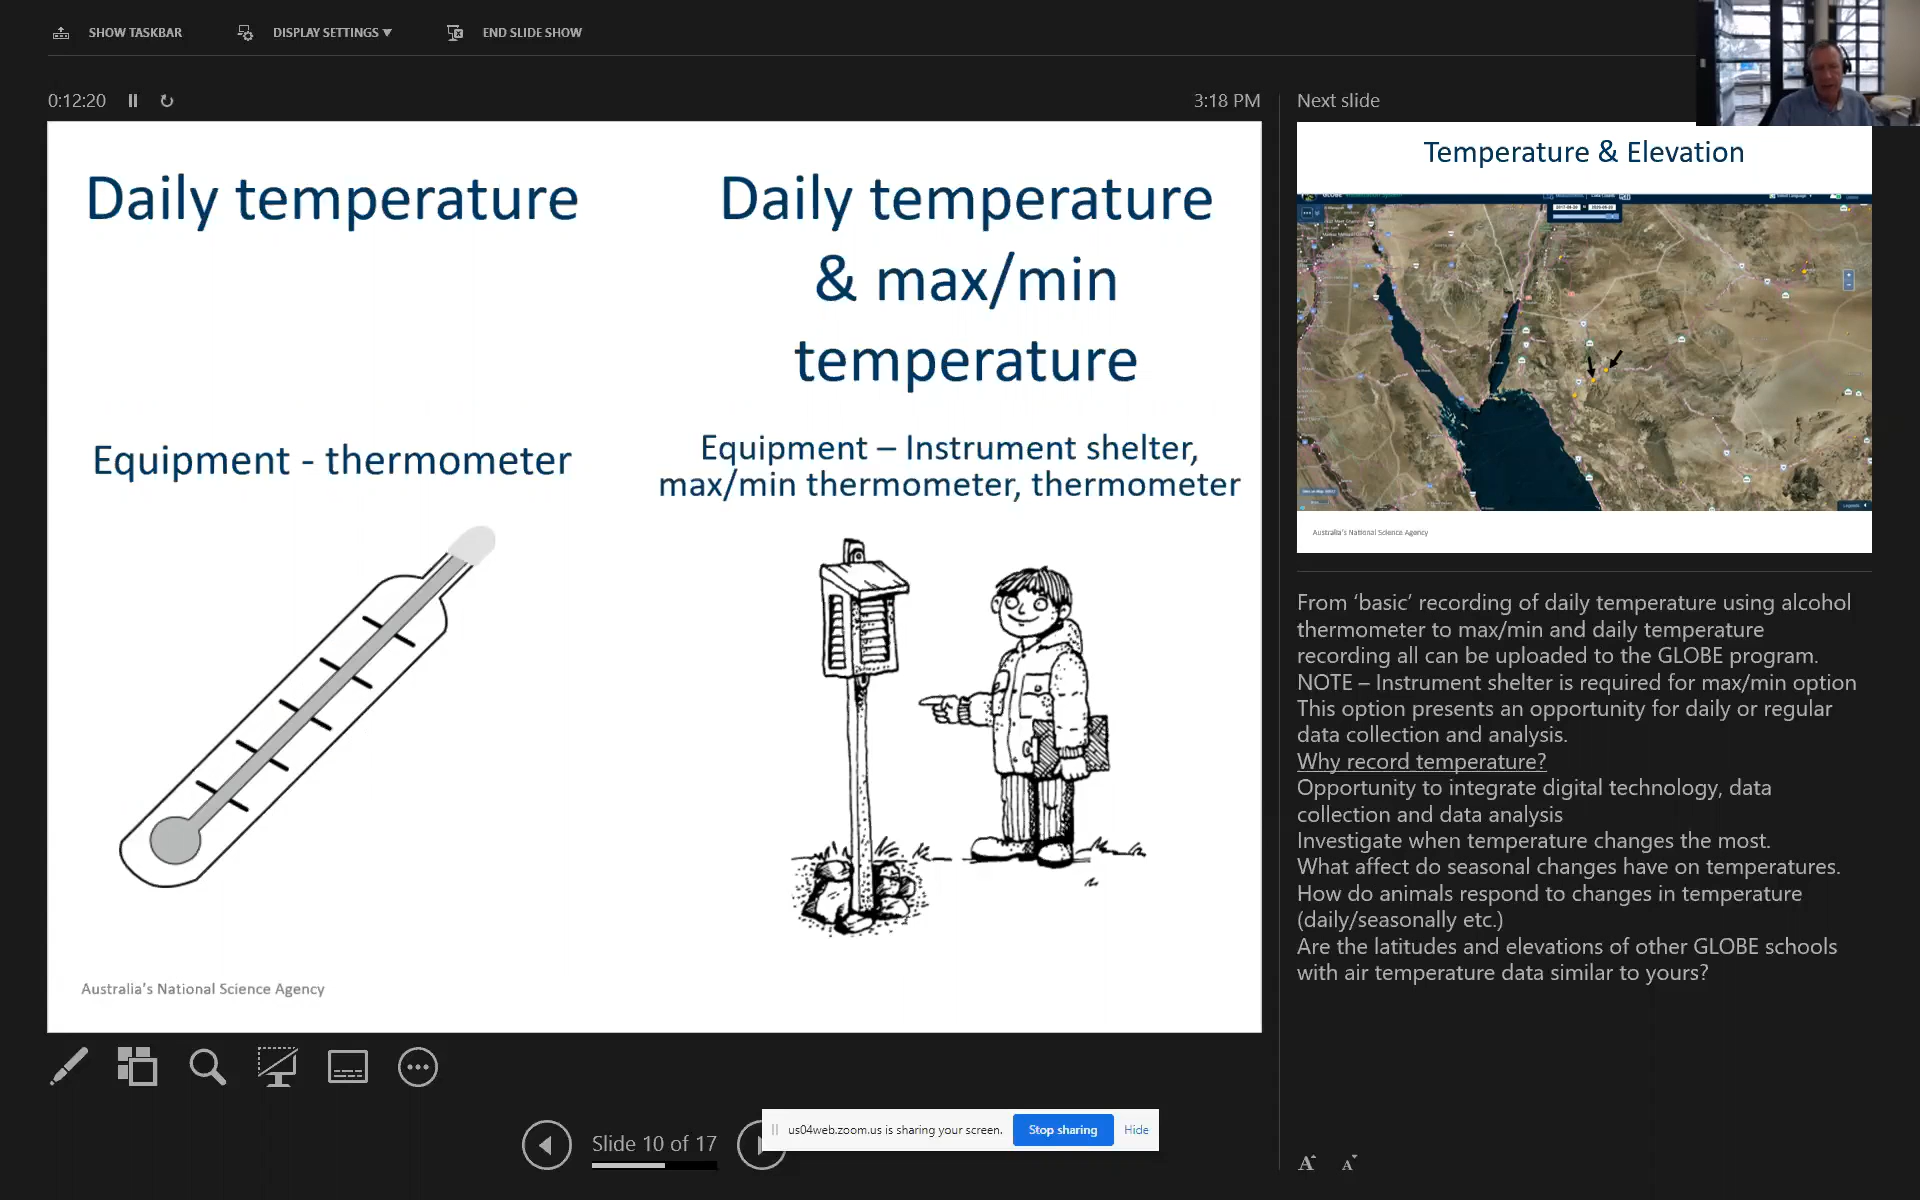 SHOW TASKBAR
DISPLAY SETTINGS ▼
END SLIDE SHOW
0:12:20
3:18 PM
Daily temperature
Equipment - thermometer
Daily temperature
& max/min
temperature
Equipment – Instrument shelter,
max/min thermometer, thermometer
Australia's National Science Agency
Slide 10 of 17
us04web.zoom.us is sharing your screen.
Stop sharing
Hide
Next slide
Temperature & Elevation
Australia's National Science Agency
From ‘basic’ recording of daily temperature using alcohol
thermometer to max/min and daily temperature
recording all can be uploaded to the GLOBE program.
NOTE – Instrument shelter is required for max/min option
This option presents an opportunity for daily or regular
data collection and analysis.
Why record temperature?
Opportunity to integrate digital technology, data
collection and data analysis
Investigate when temperature changes the most.
What affect do seasonal changes have on temperatures.
How do animals respond to changes in temperature
(daily/seasonally etc.)
Are the latitudes and elevations of other GLOBE schools
with air temperature data similar to yours?
A A